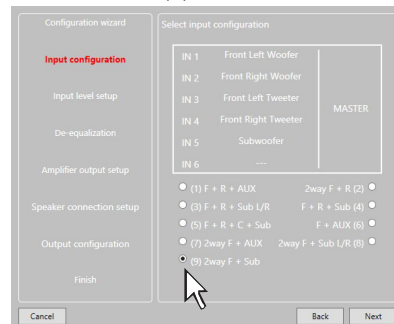 Configuration wizard
Input configuration
Input level setup
De-equalization
Amplifier output setup
Speaker connection setup
Output configuration
Finish
Select input configuration
IN 1 Front Left Woofer
IN 2 Front Right Woofer
IN 3 Front Left Tweeter
IN 4 Front Right Tweeter
IN 5 Subwoofer
IN 6 ---
MASTER
(1) F + R + AUX 2way F + R (2)
(3) F + R + Sub L/R F + R + Sub (4)
(5) F + R + C + Sub F + AUX (6)
(7) 2way F + AUX 2way F + Sub L/R (8)
(9) 2way F + Sub
Cancel Back Next